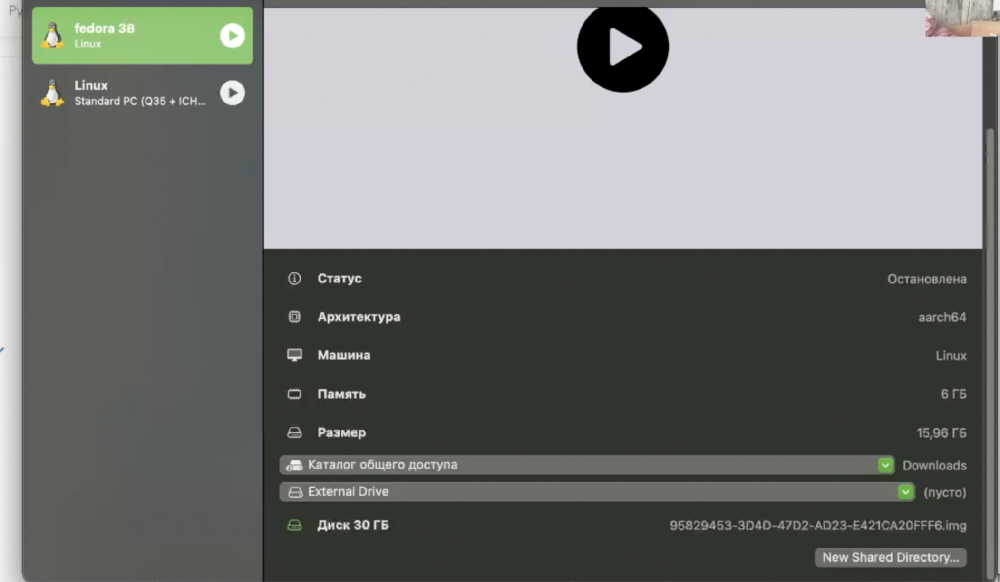 Ру
fedora 38
Linux
Linux
Standard PC (Q35 + ICH...
Статус
Остановлена
Архитектура
aarch64
Машина
Linux
Память
6 ГБ
Размер
15,96 ГБ
Каталог общего доступа
Downloads
External Drive
(пусто)
Диск 30 ГБ
95829453-3D4D-47D2-AD23-E421CA20FFF6.img
New Shared Directory...